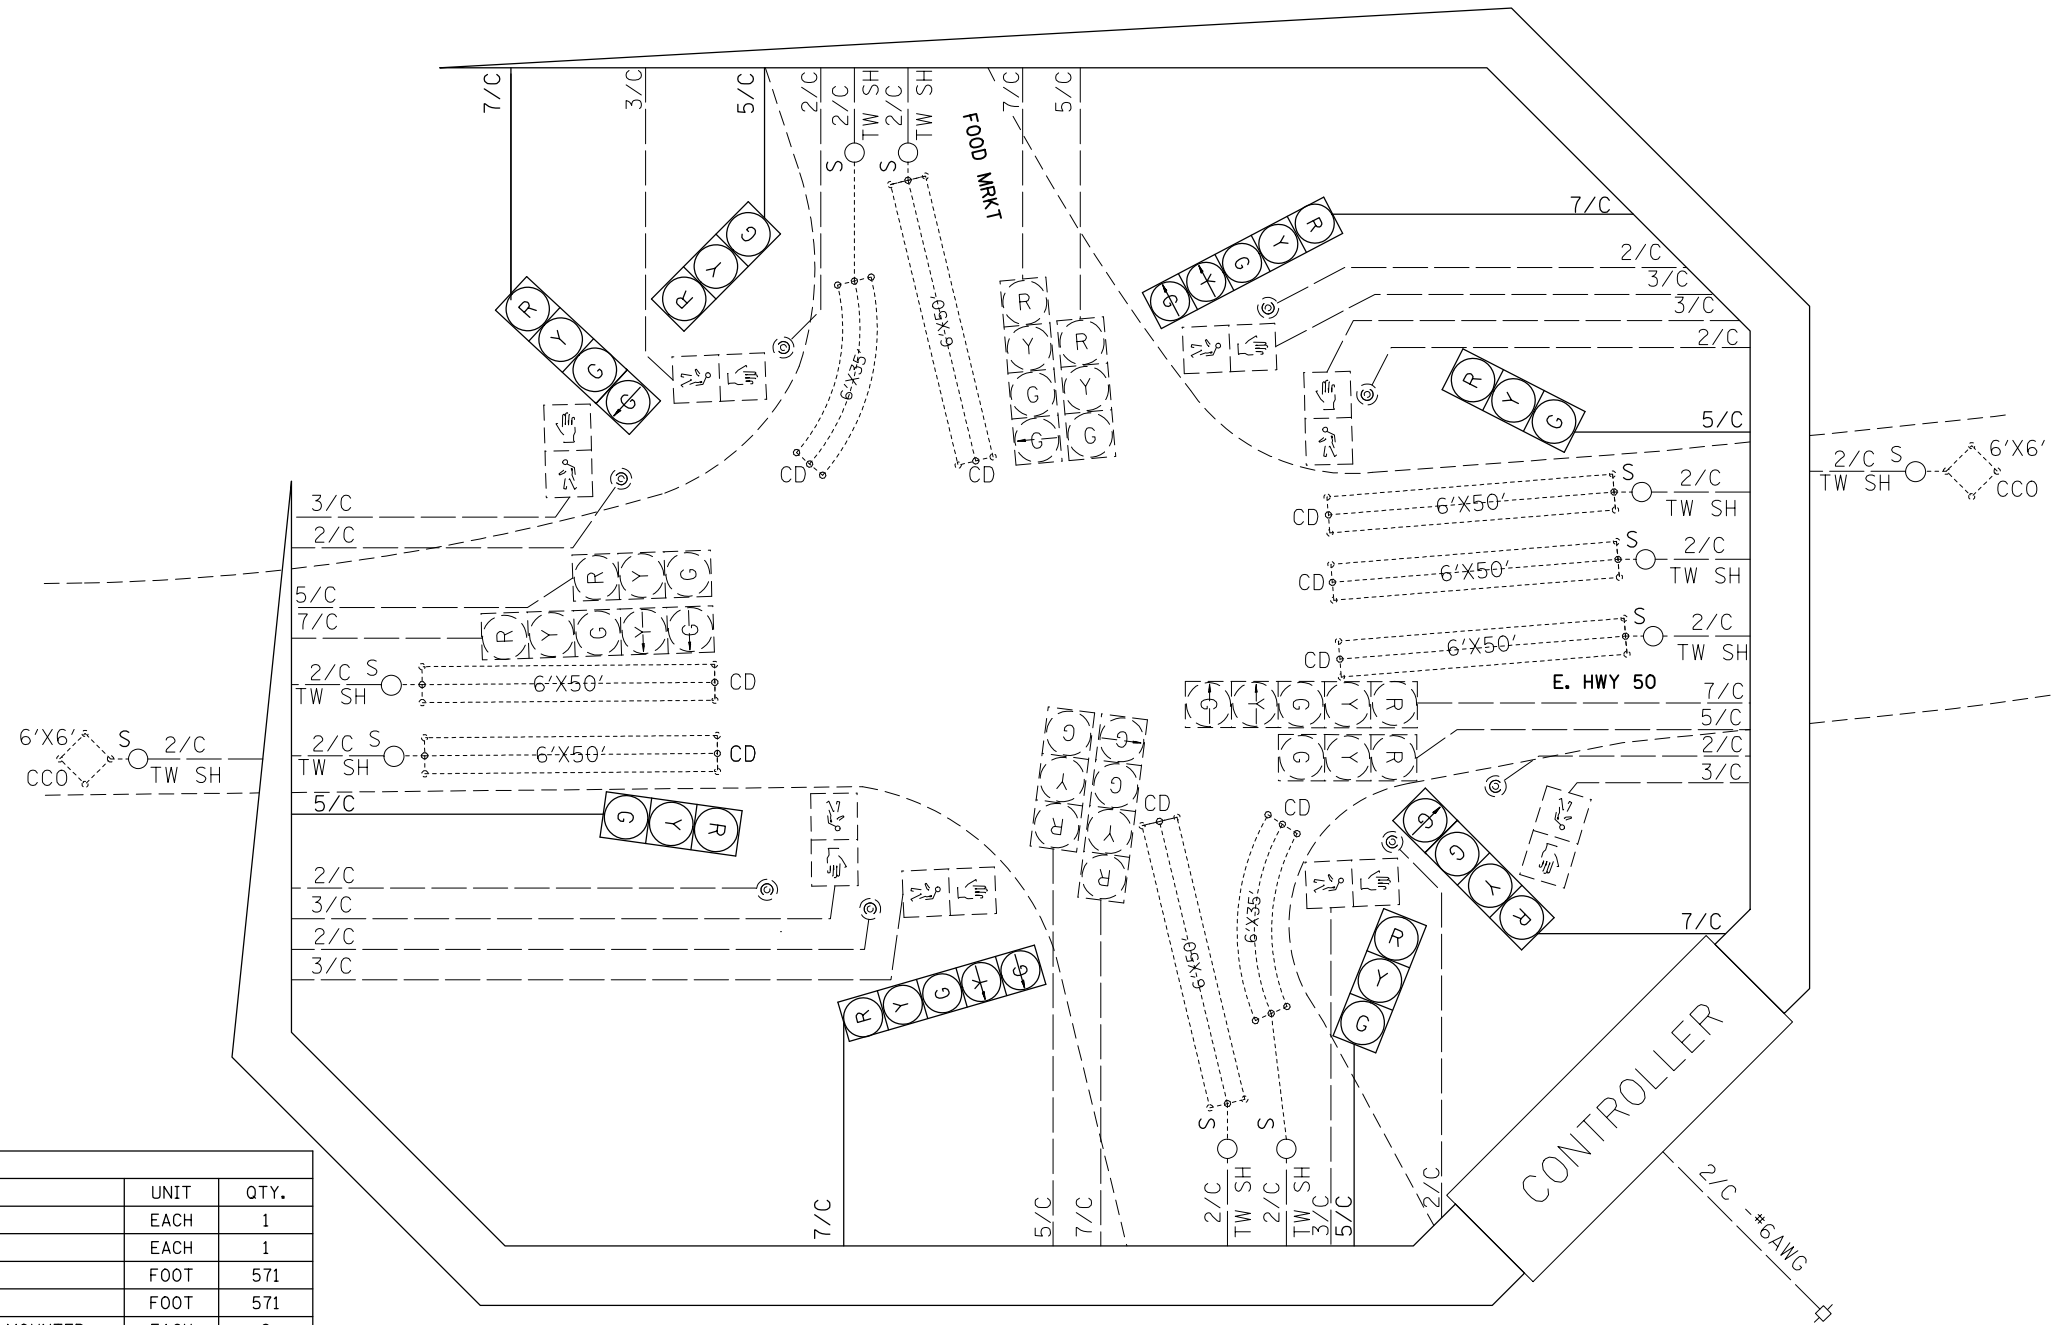 7/C
3/C
5/C
2/C
2/C
TW SH
2/C
TW SH
7/C
5/C
S
S
FOOD MRKT
6'X35'
6'X50'
CD
CD
R
Y
G
G
R
Y
G
R
Y
G
G
R
Y
G
R
Y
G
Y
G
7/C
2/C
3/C
3/C
2/C
R
Y
G
5/C
3/C
2/C
5/C
7/C
R
Y
G
R
Y
G
Y
G
2/C S
TW SH
6'X50'
CD
2/C S
TW SH
6'X50'
CD
6'X6'
CCO
S 2/C
TW SH
CD
6'X50'
S
2/C
TW SH
CD
6'X50'
S
2/C
TW SH
CD
6'X50'
S
2/C
TW SH
2/C S
TW SH
6'X6'
CCO
E. HWY 50
G
Y
G
Y
R
G
Y
R
7/C
5/C
2/C
3/C
5/C
G
Y
R
2/C
3/C
2/C
3/C
R
Y
G
Y
G
7/C
G
Y
R
G
G
Y
R
5/C
7/C
CD
6'X50'
S
2/C
TW SH
CD
6'X35'
S
2/C
TW SH
3/C
5/C
2/C
G
G
Y
R
7/C
R
Y
G
CONTROLLER
2/C - #6AWG
UNIT QTY.
EACH 1
EACH 1
FOOT 571
FOOT 571